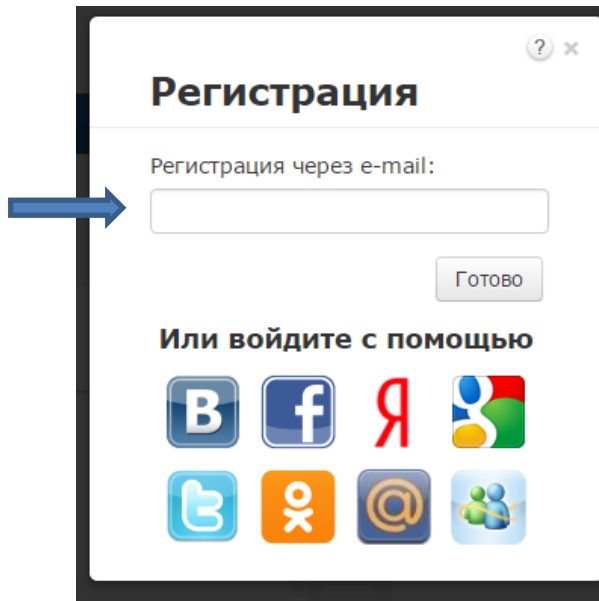 ?
Регистрация
Регистрация через e-mail:
Готово
Или войдите с помощью
В f Я g
t @